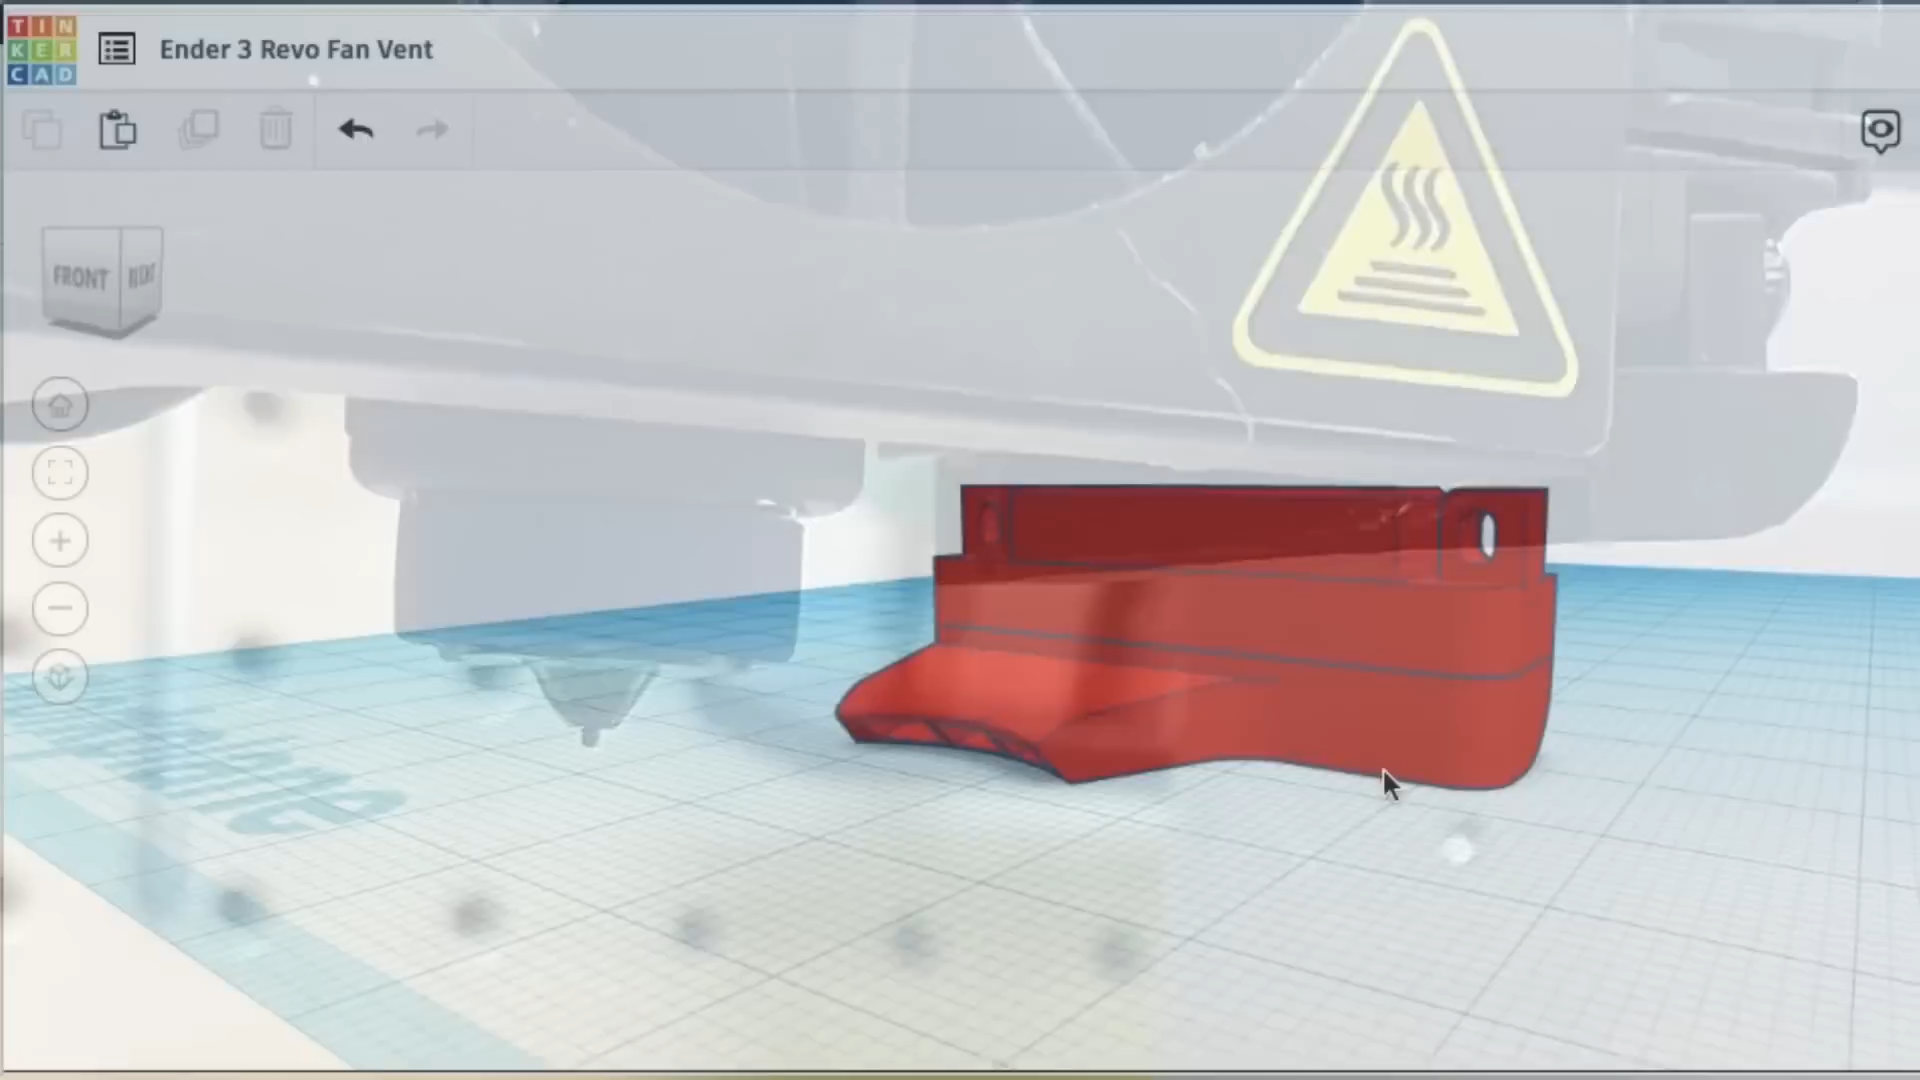 TIN
KER
CAD
Ender 3 Revo Fan Vent
FRONT